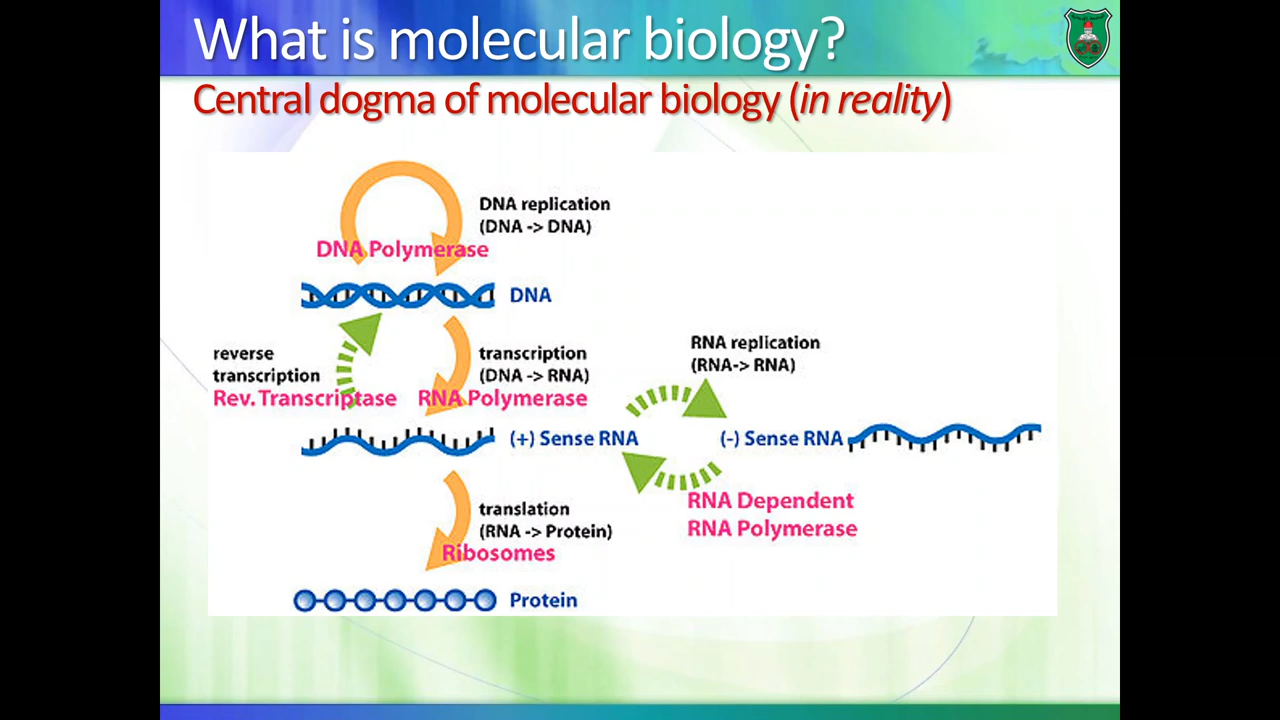 What is molecular biology?
Central dogma of molecular biology (in reality)
DNA replication
(DNA -> DNA)
DNA Polymerase
DNA
reverse
transcription
Rev. Transcriptase
transcription
(DNA -> RNA)
RNA Polymerase
RNA replication
(RNA-> RNA)
(+) Sense RNA
(-) Sense RNA
RNA Dependent
RNA Polymerase
translation
(RNA -> Protein)
Ribosomes
Protein